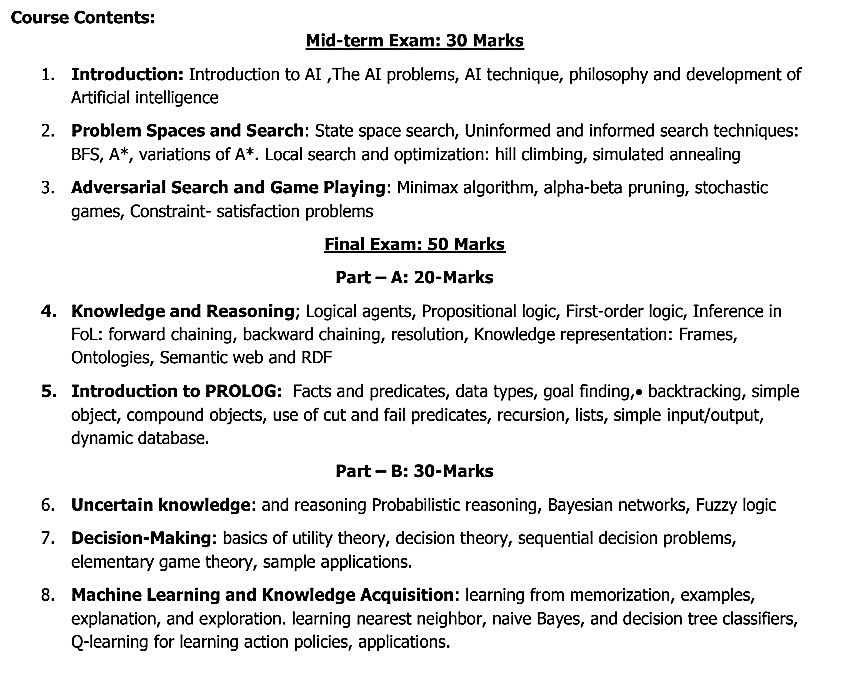 Course Contents:
Mid-term Exam: 30 Marks
1. Introduction: Introduction to AI ,The AI problems, AI technique, philosophy and development of
Artificial intelligence
2. Problem Spaces and Search: State space search, Uninformed and informed search techniques:
BFS, A*, variations of A*. Local search and optimization: hill climbing, simulated annealing
3. Adversarial Search and Game Playing: Minimax algorithm, alpha-beta pruning, stochastic
games, Constraint- satisfaction problems
Final Exam: 50 Marks
Part – A: 20-Marks
4. Knowledge and Reasoning; Logical agents, Propositional logic, First-order logic, Inference in
FoL: forward chaining, backward chaining, resolution, Knowledge representation: Frames,
Ontologies, Semantic web and RDF
5. Introduction to PROLOG: Facts and predicates, data types, goal finding,• backtracking, simple
object, compound objects, use of cut and fail predicates, recursion, lists, simple input/output,
dynamic database.
Part – B: 30-Marks
6. Uncertain knowledge: and reasoning Probabilistic reasoning, Bayesian networks, Fuzzy logic
7. Decision-Making: basics of utility theory, decision theory, sequential decision problems,
elementary game theory, sample applications.
8. Machine Learning and Knowledge Acquisition: learning from memorization, examples,
explanation, and exploration. learning nearest neighbor, naive Bayes, and decision tree classifiers,
Q-learning for learning action policies, applications.